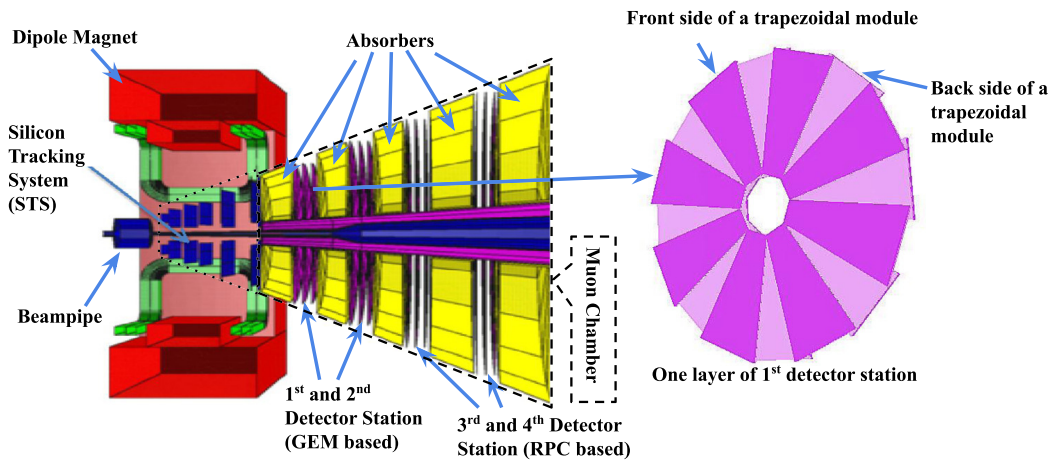 Dipole Magnet
Absorbers
Front side of a trapezoidal module
Back side of a
trapezoidal
module
Silicon
Tracking
System
(STS)
Beampipe
Muon Chamber
One layer of 1st detector station
1st and 2nd
Detector Station
(GEM based)
3rd and 4th Detector
Station (RPC based)